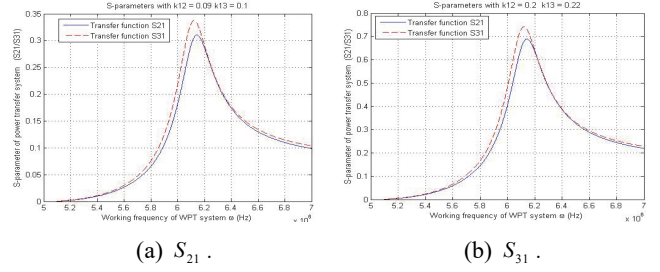 S-parameters with k12 = 0.09 k13 = 0.1
Transfer function S21
Transfer function S31
S-parameter of power transfer system (S21/S31)
0.35
0.3
0.25
0.2
0.15
0.1
0.05
0
5 5.2 5.4 5.6 5.8 6 6.2 6.4 6.6 6.8 7
Working frequency of WPT system ω (Hz)
x 10⁶
(a) S₂₁ .
S-parameters with k12 = 0.2 k13 = 0.22
Transfer function S21
Transfer function S31
S-parameter of power transfer system (S21/S31)
0.8
0.7
0.6
0.5
0.4
0.3
0.2
0.1
0
5 5.2 5.4 5.6 5.8 6 6.2 6.4 6.6 6.8 7
Working frequency of WPT system ω (Hz)
x 10⁶
(b) S₃₁ .